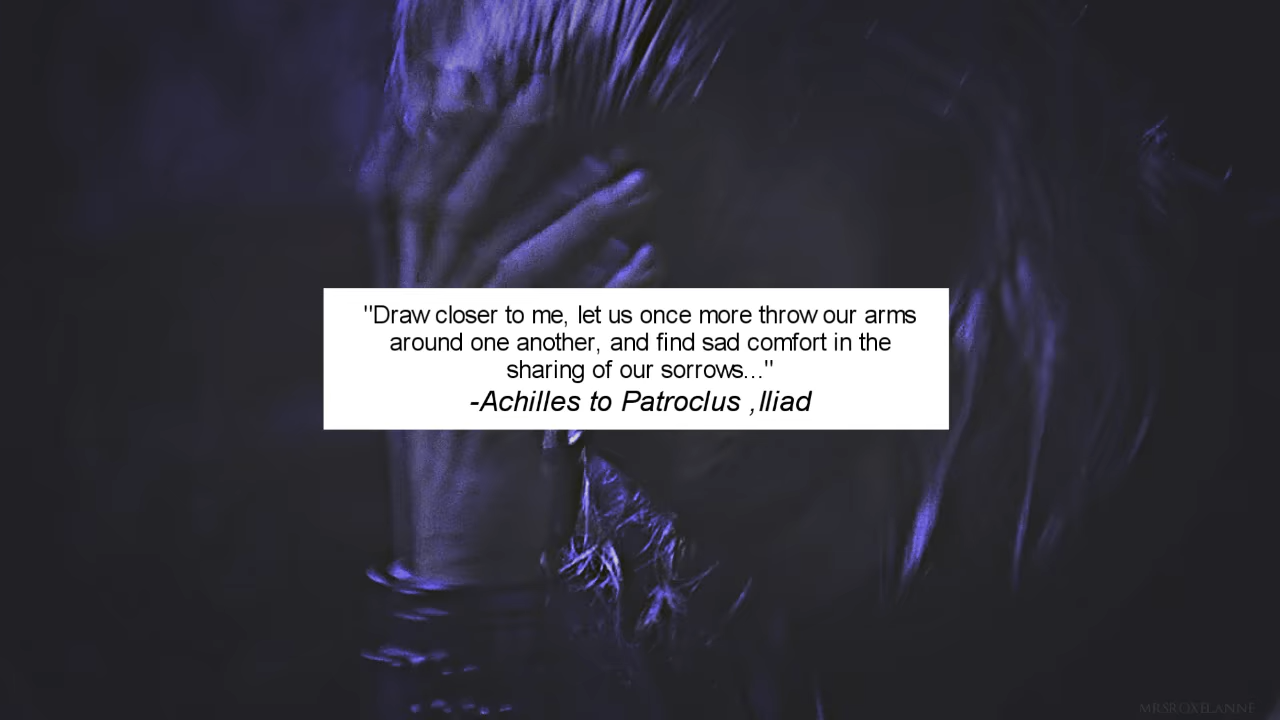 "Draw closer to me, let us once more throw our arms
around one another, and find sad comfort in the
sharing of our sorrows..."
-Achilles to Patroclus ,Iliad
MRSROXELANNE